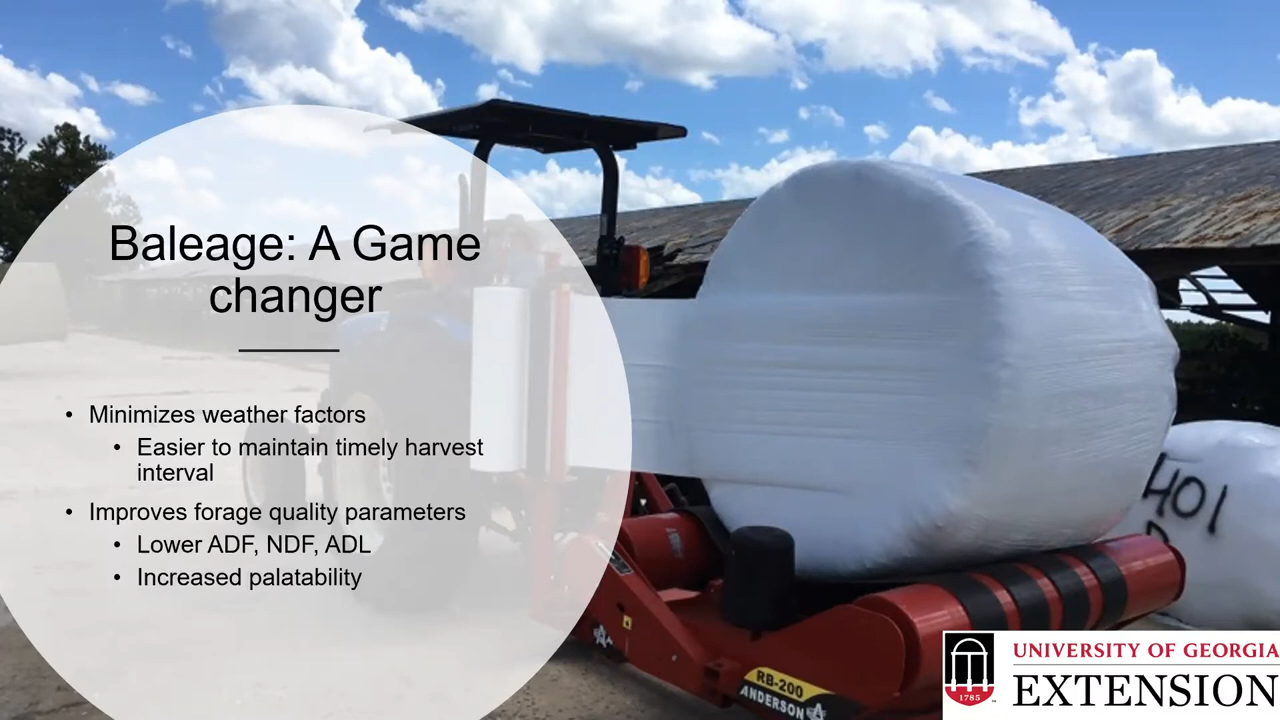 Baleage: A Game
changer
• Minimizes weather factors
• Easier to maintain timely harvest
interval
• Improves forage quality parameters
• Lower ADF, NDF, ADL
• Increased palatability
401
RB-200
ANDERSON
1785
UNIVERSITY OF GEORGIA
EXTENSION